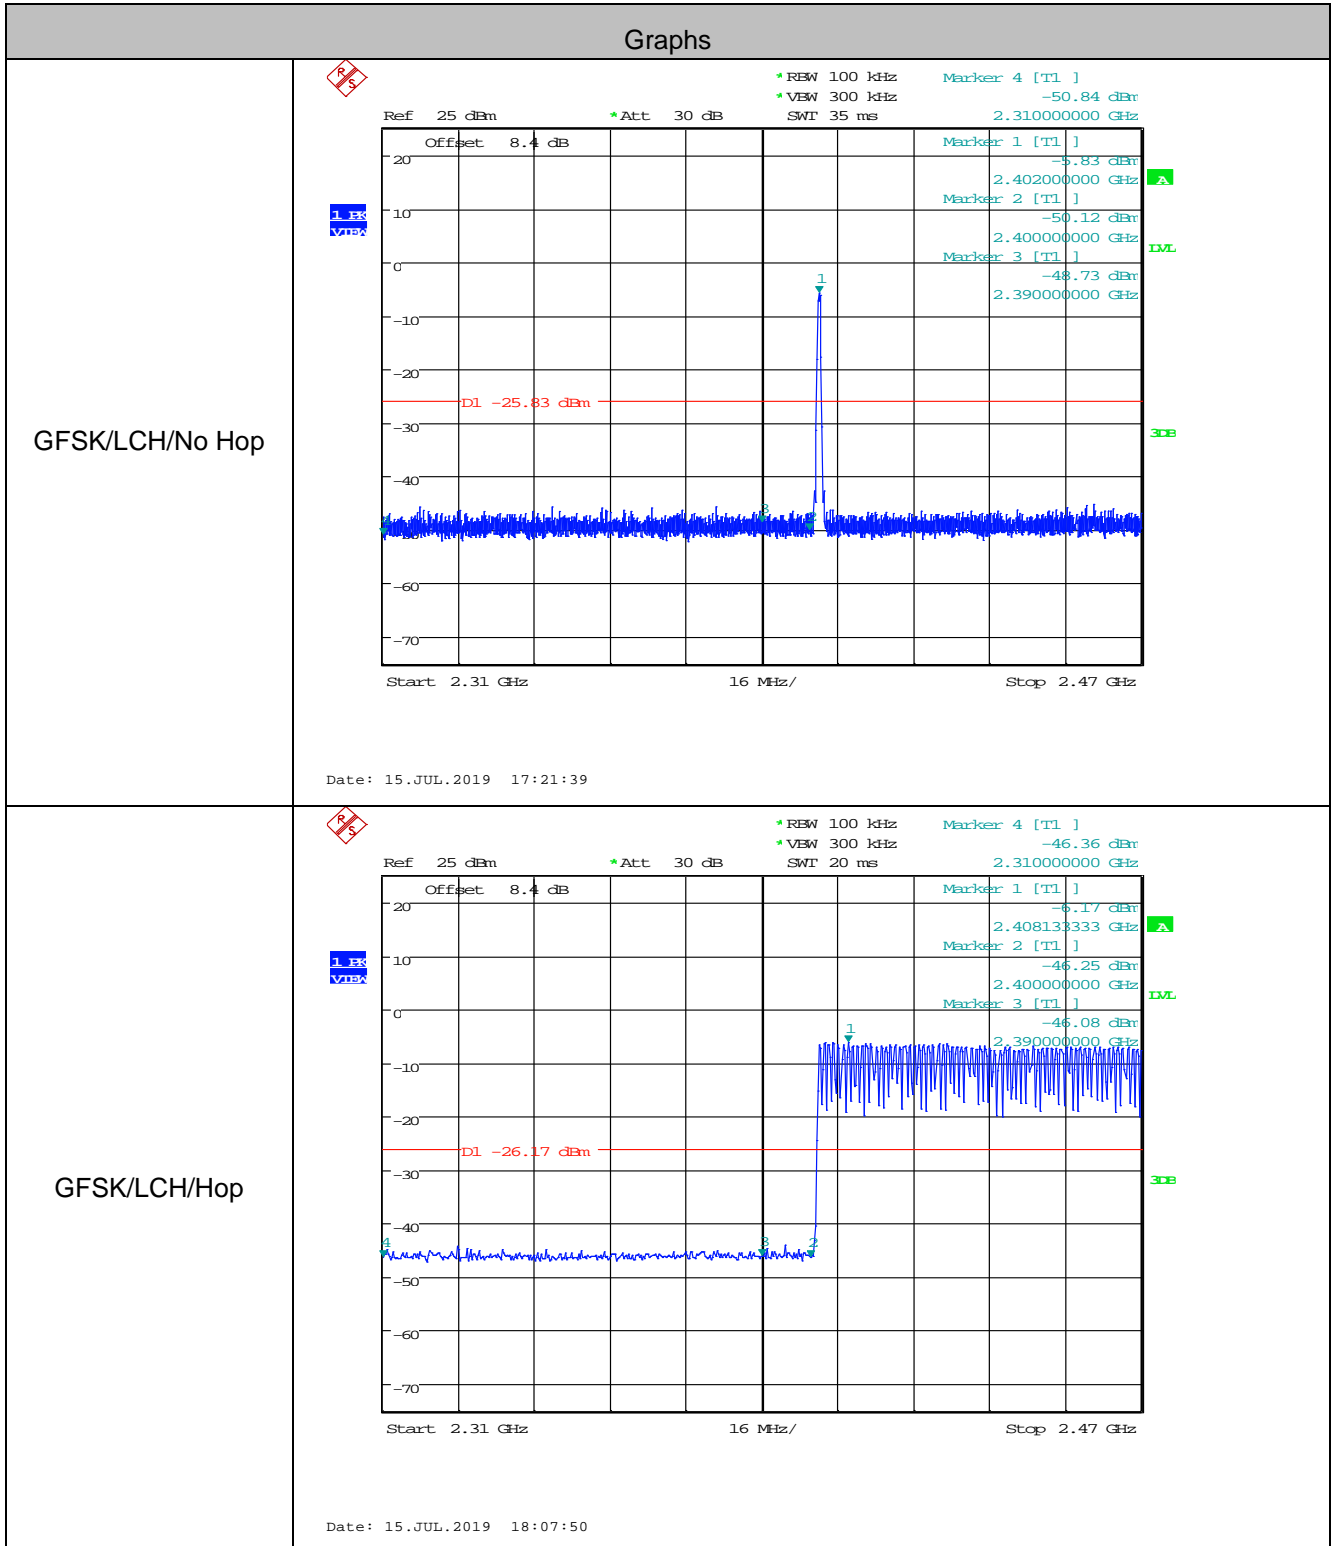 Graphs
GFSK/LCH/No Hop
R S
*RBW 100 kHz
Marker 4 [T1 ]
*VBW 300 kHz
-50.84 dBm
Ref 25 dBm
*Att 30 dB
SWT 35 ms
2.310000000 GHz
Offset 8.4 dB
Marker 1 [T1 ]
-5.83 dBm
2.402000000 GHz
A
Marker 2 [T1 ]
-50.12 dBm
2.400000000 GHz
LVL
Marker 3 [T1 ]
-48.73 dBm
2.390000000 GHz
1 PK
VIEW
20
10
0
-10
-20
-30
-40
-60
-70
1
D1 -25.83 dBm
3DB
3
2
Start 2.31 GHz
16 MHz/
Stop 2.47 GHz
Date: 15.JUL.2019 17:21:39
GFSK/LCH/Hop
R S
*RBW 100 kHz
Marker 4 [T1 ]
*VBW 300 kHz
-46.36 dBm
Ref 25 dBm
*Att 30 dB
SWT 20 ms
2.310000000 GHz
Offset 8.4 dB
Marker 1 [T1 ]
-6.17 dBm
2.408133333 GHz
A
Marker 2 [T1 ]
-46.25 dBm
2.400000000 GHz
LVL
Marker 3 [T1 ]
-46.08 dBm
2.390000000 GHz
1 PK
VIEW
20
10
0
-10
-20
-30
-40
-50
-60
-70
1
D1 -26.17 dBm
3DB
4
3
2
Start 2.31 GHz
16 MHz/
Stop 2.47 GHz
Date: 15.JUL.2019 18:07:50